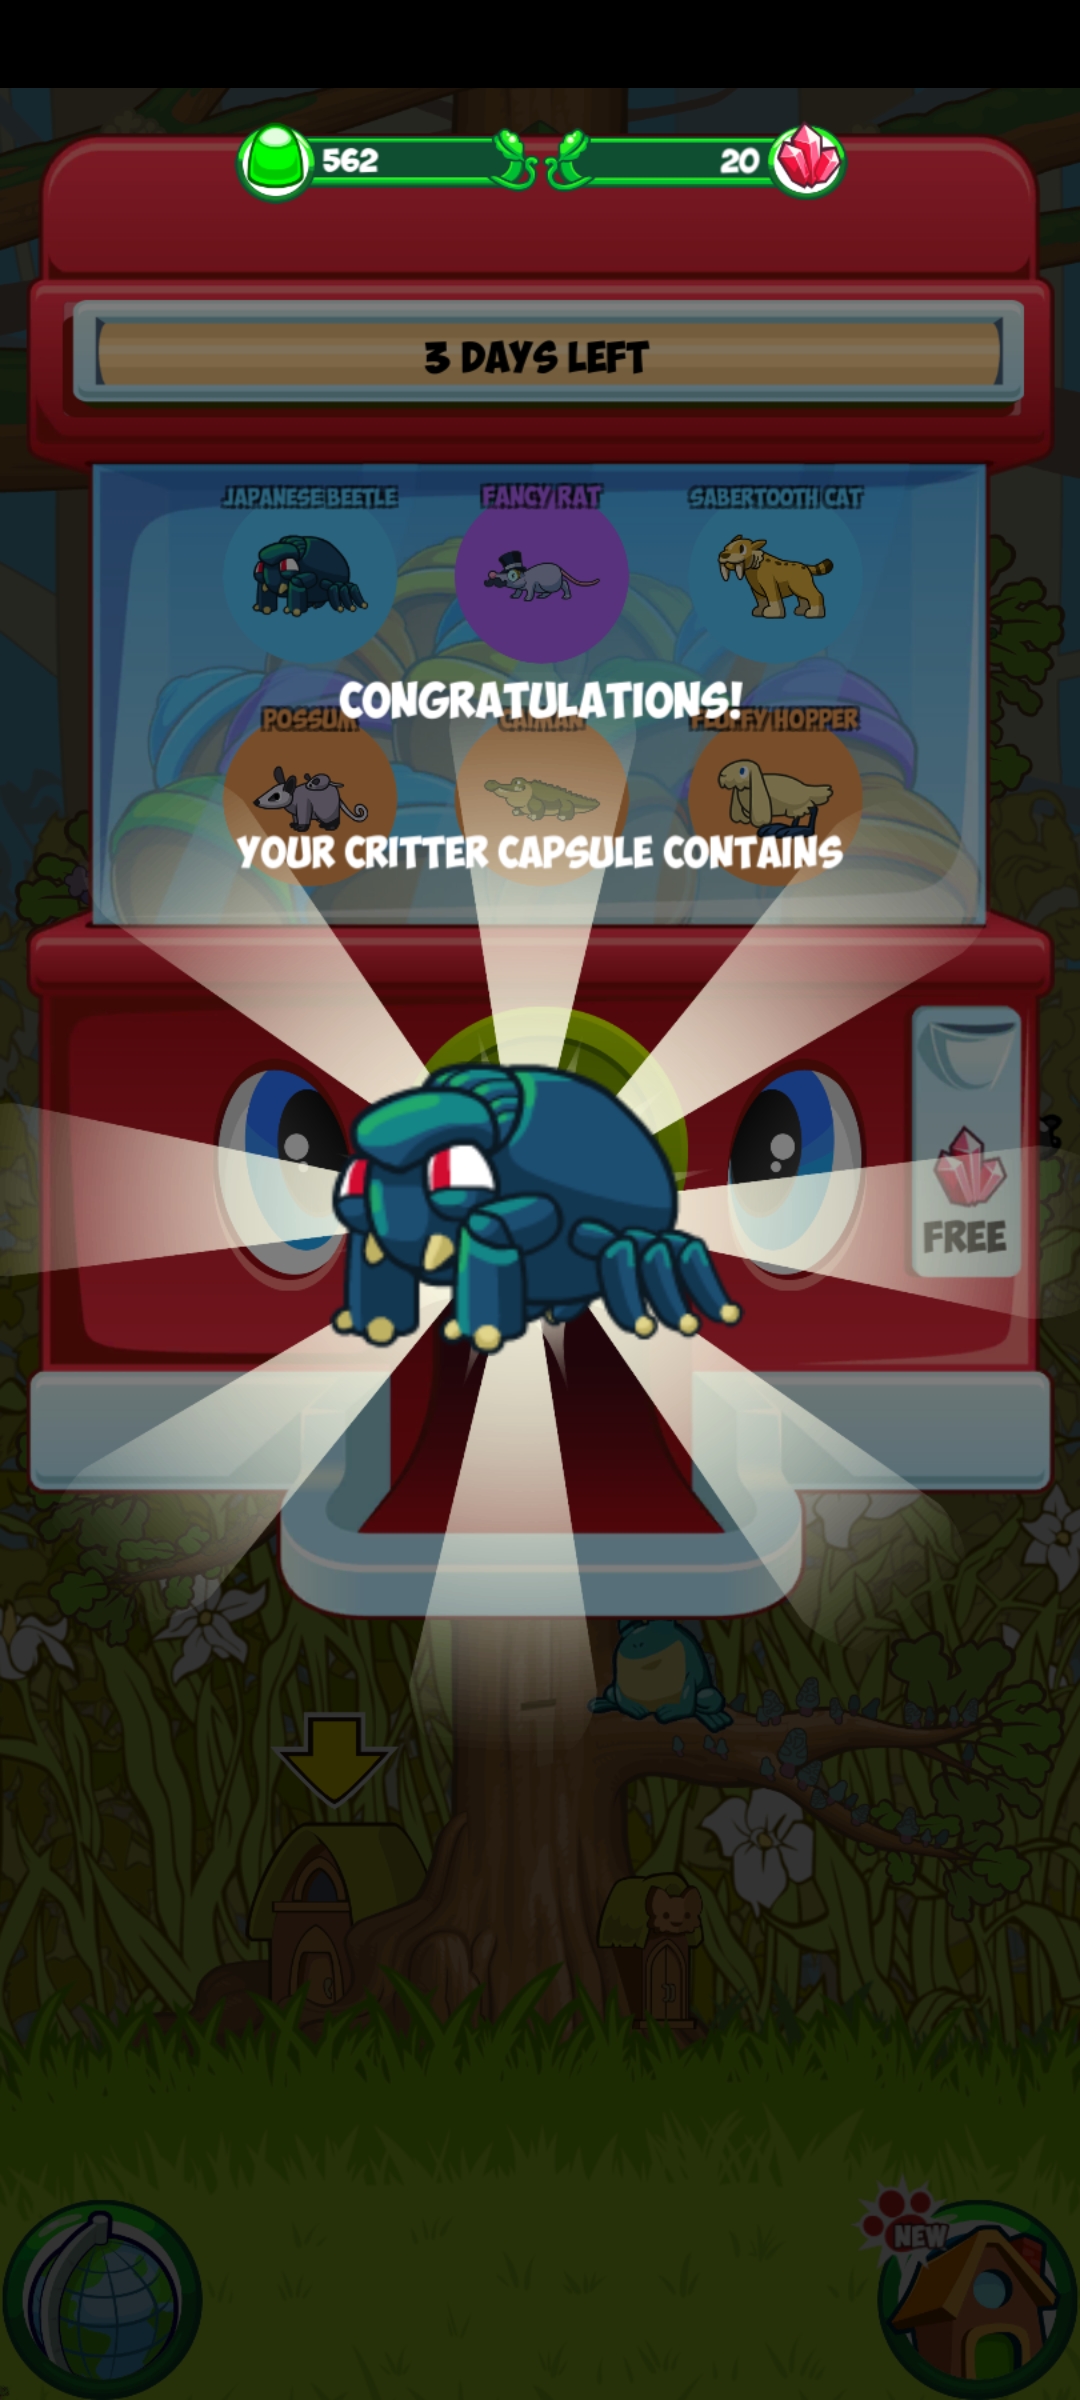 562
20
3 DAYS LEFT
JAPANESE BEETLE
FANCY RAT
SABERTOOTH CAT
CONGRATULATIONS!
POSSUM
CAIMAN
FLUFFY HOPPER
YOUR CRITTER CAPSULE CONTAINS
FREE
NEW